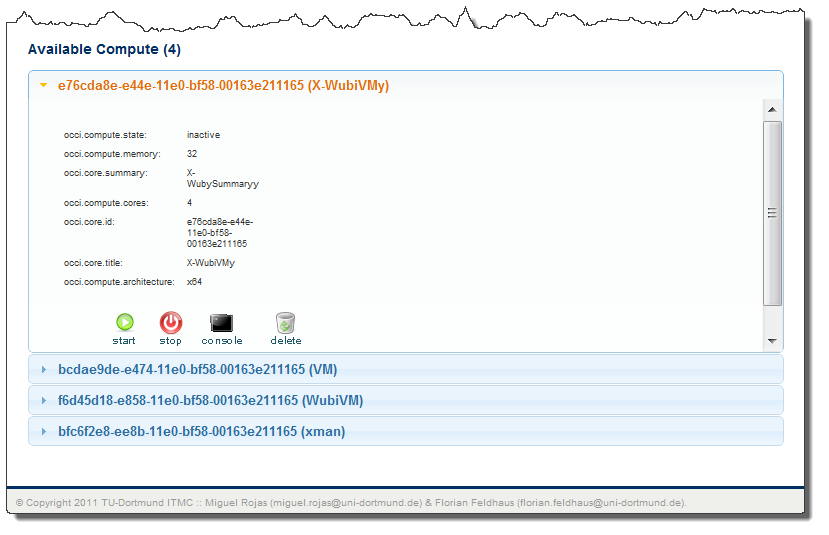 Available Compute (4)
e76cda8e-e44e-11e0-bf58-00163e211165 (X-WubiVMy)
occi.compute.state: inactive
occi.compute.memory: 32
occi.core.summary: X-
WubySummaryy
occi.compute.cores: 4
occi.core.id: e76cda8e-e44e-
11e0-bf58-
00163e211165
occi.core.title: X-WubiVMy
occi.compute.architecture: x64
start stop console delete
bcdae9de-e474-11e0-bf58-00163e211165 (VM)
f6d45d18-e858-11e0-bf58-00163e211165 (WubiVM)
bfc6f2e8-ee8b-11e0-bf58-00163e211165 (xman)
© Copyright 2011 TU-Dortmund ITMC :: Miguel Rojas (miguel.rojas@uni-dortmund.de) & Florian Feldhaus (florian.feldhaus@uni-dortmund.de).